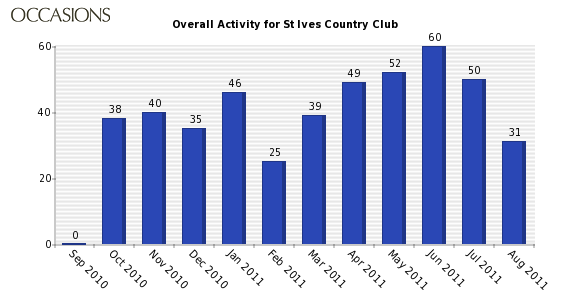 OCCASIONS
Overall Activity for St Ives Country Club
60
40
20
0
0
38
40
35
46
25
39
49
52
60
50
31
Sep 2010
Oct 2010
Nov 2010
Dec 2010
Jan 2011
Feb 2011
Mar 2011
Apr 2011
May 2011
Jun 2011
Jul 2011
Aug 2011